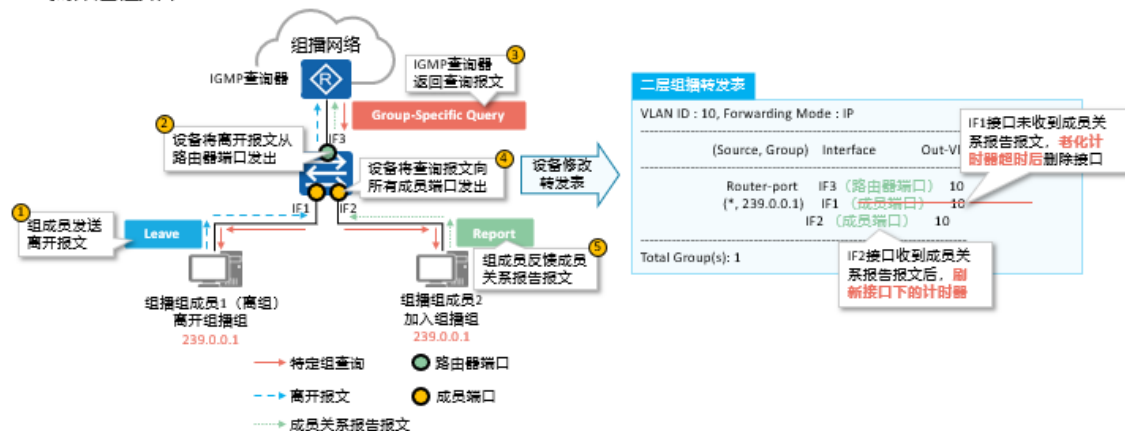 组播网络
IGMP查询器
③
IGMP查询器
返回查询报文
Group-Specific Query
②
设备将离开报文从
路由器端口发出
IF3
④
设备将查询报文向
所有成员端口发出
IF1
IF2
①
组成员发送
离开报文
Leave
Report
⑤
组成员反馈成员
关系报告报文
组播组成员1（离组）
离开组播组
239.0.0.1
组播组成员2
加入组播组
239.0.0.1
特定组查询
路由器端口
离开报文
成员端口
成员关系报告报文
设备修改
转发表
二层组播转发表
VLAN ID : 10, Forwarding Mode : IP
(Source, Group) Interface Out-VL
Router-port IF3（路由器端口） 10
(*, 239.0.0.1) IF1（成员端口） 10
IF2（成员端口） 10
Total Group(s): 1
IF1接口未收到成员关
系报告报文，老化计
时器超时后删除接口
IF2接口收到成员关
系报告报文后，刷
新接口下的计时器